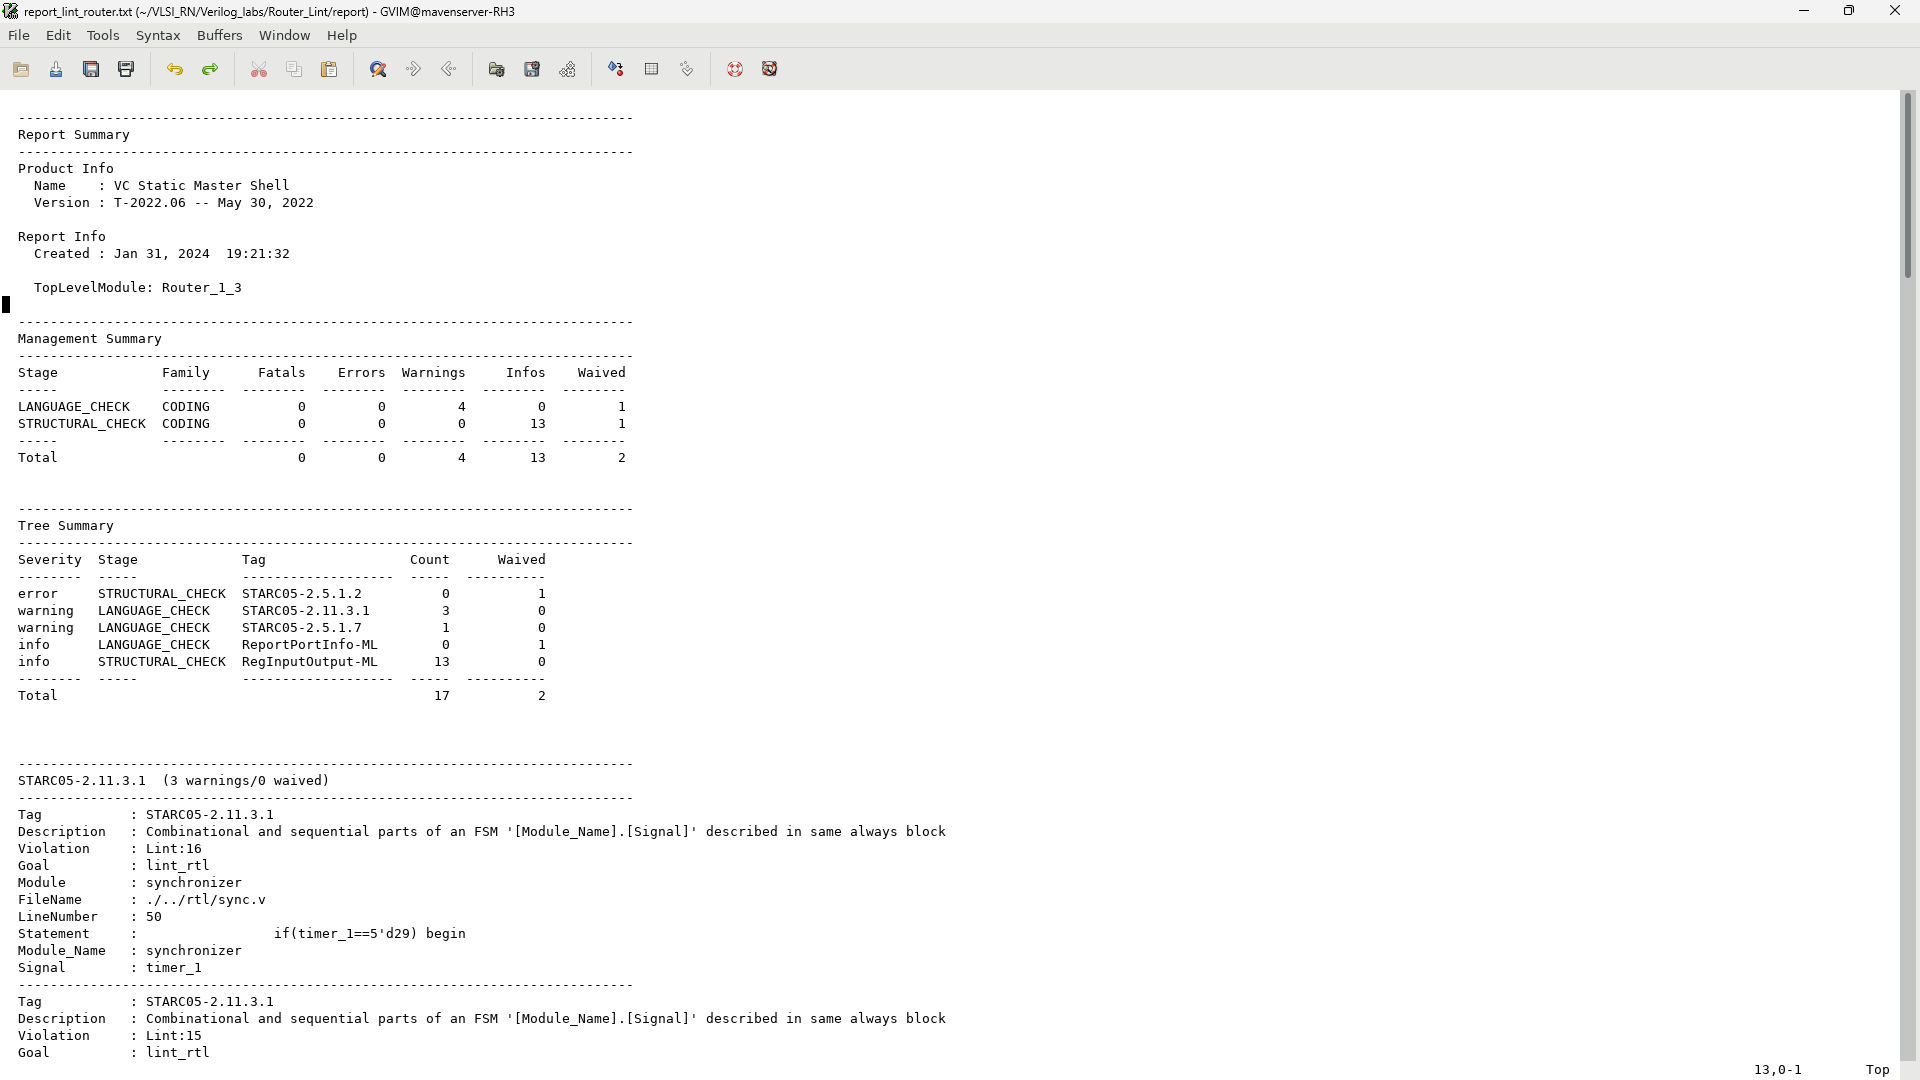 report_lint_router.txt (~/VLSI_RN/Verilog_labs/Router_Lint/report) - GVIM@mavenserver-RH3
File Edit Tools Syntax Buffers Window Help
-----------------------------------------------------------------------------
Report Summary
-----------------------------------------------------------------------------
Product Info
  Name    : VC Static Master Shell
  Version : T-2022.06 -- May 30, 2022
Report Info
  Created : Jan 31, 2024  19:21:32
  TopLevelModule: Router_1_3
-----------------------------------------------------------------------------
Management Summary
-----------------------------------------------------------------------------
Stage             Family      Fatals    Errors  Warnings     Infos    Waived
-----             --------  --------  --------  --------  --------  --------
LANGUAGE_CHECK    CODING           0         0         4         0         1
STRUCTURAL_CHECK  CODING           0         0         0        13         1
-----             --------  --------  --------  --------  --------  --------
Total                              0         0         4        13         2
-----------------------------------------------------------------------------
Tree Summary
-----------------------------------------------------------------------------
Severity  Stage             Tag                  Count      Waived
--------  -----             -------------------  -----  ----------
error     STRUCTURAL_CHECK  STARC05-2.5.1.2          0           1
warning   LANGUAGE_CHECK    STARC05-2.11.3.1         3           0
warning   LANGUAGE_CHECK    STARC05-2.5.1.7          1           0
info      LANGUAGE_CHECK    ReportPortInfo-ML        0           1
info      STRUCTURAL_CHECK  RegInputOutput-ML       13           0
--------  -----             -------------------  -----  ----------
Total                                               17           2
-----------------------------------------------------------------------------
STARC05-2.11.3.1  (3 warnings/0 waived)
-----------------------------------------------------------------------------
Tag           : STARC05-2.11.3.1
Description   : Combinational and sequential parts of an FSM '[Module_Name].[Signal]' described in same always block
Violation     : Lint:16
Goal          : lint_rtl
Module        : synchronizer
FileName      : ./../rtl/sync.v
LineNumber    : 50
Statement     :                 if(timer_1==5'd29) begin
Module_Name   : synchronizer
Signal        : timer_1
-----------------------------------------------------------------------------
Tag           : STARC05-2.11.3.1
Description   : Combinational and sequential parts of an FSM '[Module_Name].[Signal]' described in same always block
Violation     : Lint:15
Goal          : lint_rtl
13,0-1        Top